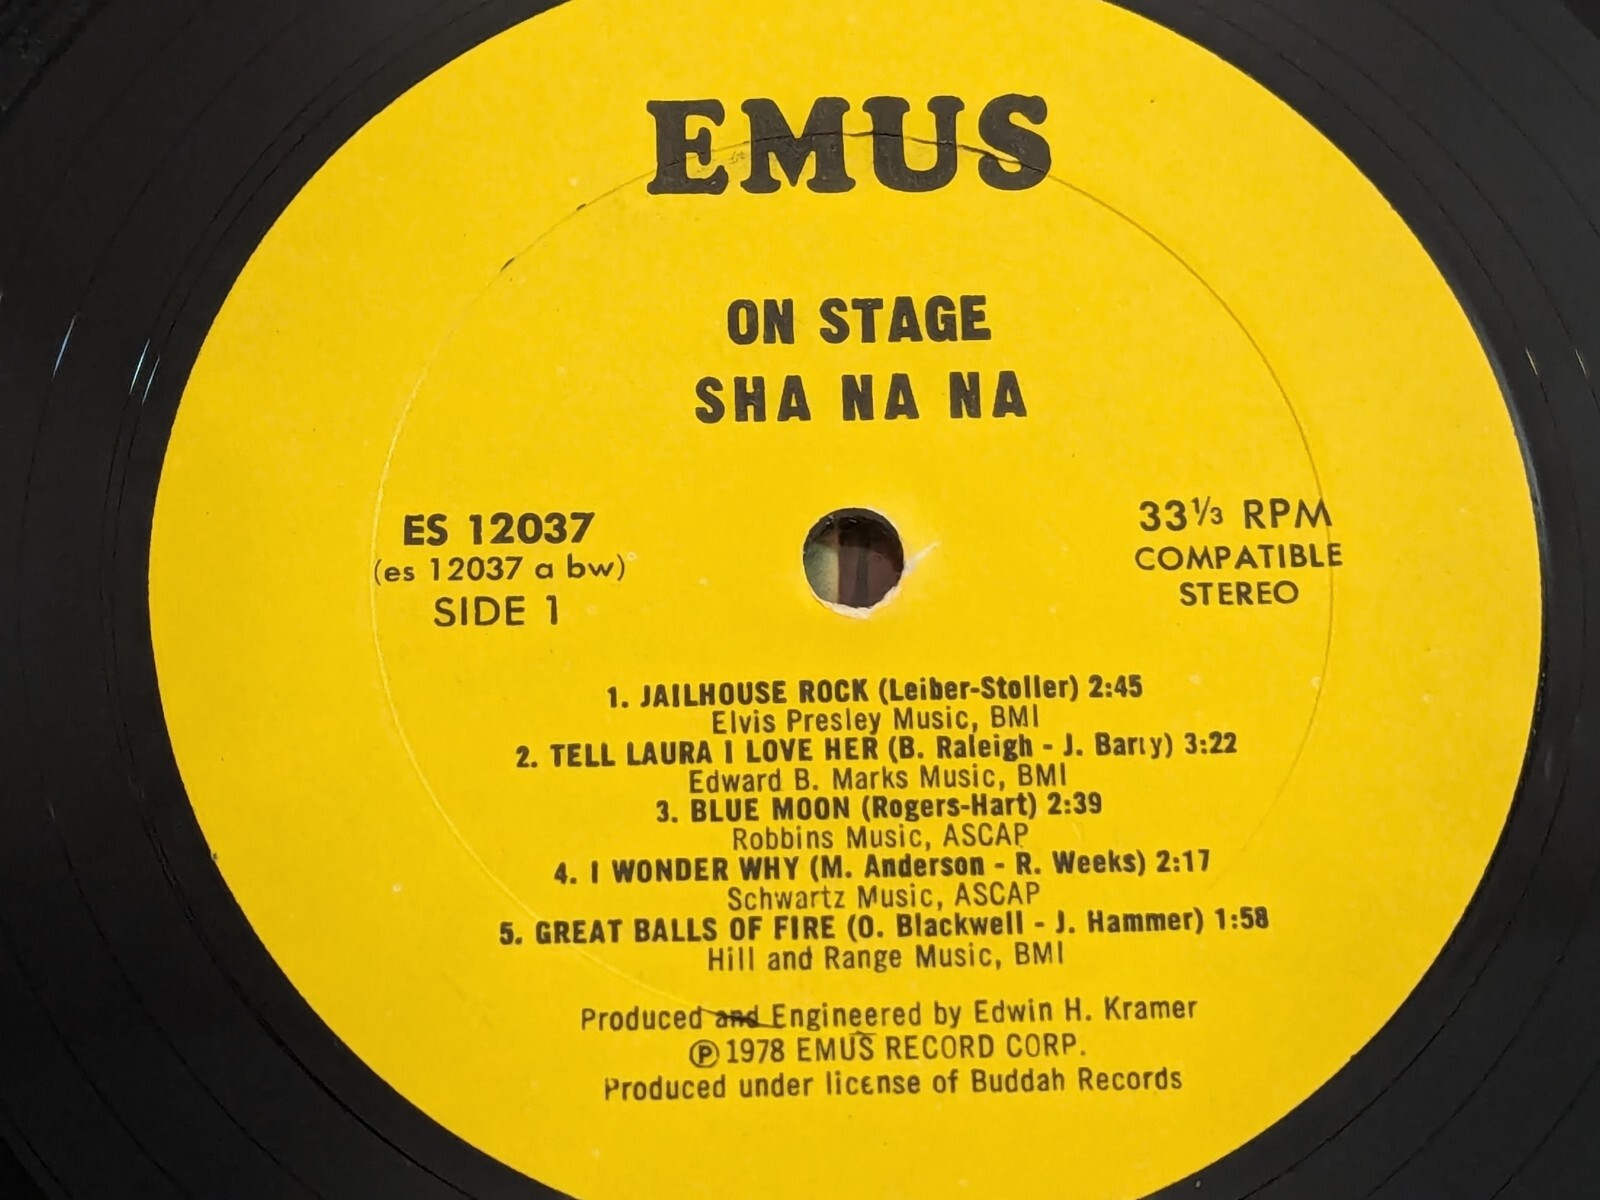 EMUS
ON STAGE
SHA NA NA
ES 12037
(es 12037 a bw)
SIDE 1
33⅓ RPM
COMPATIBLE
STEREO
1. JAILHOUSE ROCK (Leiber-Stoller) 2:45
Elvis Presley Music, BMI
2. TELL LAURA I LOVE HER (B. Raleigh - J. Barry) 3:22
Edward B. Marks Music, BMI
3. BLUE MOON (Rogers-Hart) 2:39
Robbins Music, ASCAP
4. I WONDER WHY (M. Anderson - R. Weeks) 2:17
Schwartz Music, ASCAP
5. GREAT BALLS OF FIRE (O. Blackwell - J. Hammer) 1:58
Hill and Range Music, BMI
Produced and Engineered by Edwin H. Kramer
℗ 1978 EMUS RECORD CORP.
Produced under license of Buddah Records